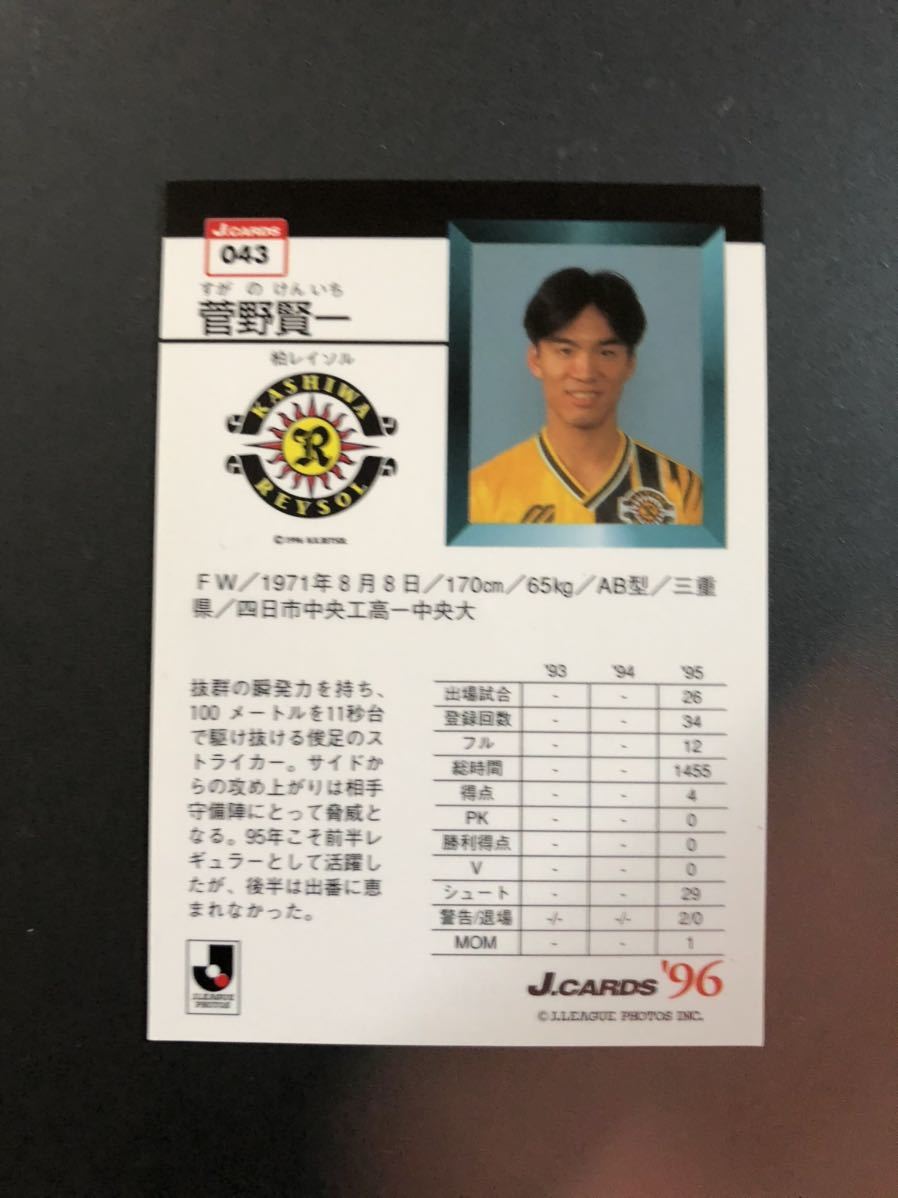 J.CARDS
043
すが の けん いち
菅野賢一
柏レイソル
KASHIWA
R
REYSOL
FW／1971年8月8日／170cm／65kg／AB型／三重
県／四日市中央工高ー中央大
抜群の瞬発力を持ち、
100 メートルを11秒台
で駆け抜ける俊足のス
トライカー。サイドか
らの攻め上がりは相手
守備陣にとって脅威と
なる。95年こそ前半レ
ギュラーとして活躍し
たが、後半は出番に恵
まれなかった。
'93 '94 '95
出場試合 - - 26
登録回数 - - 34
フル - - 12
総時間 - - 1455
得点 - - 4
PK - - 0
勝利得点 - - 0
V - - 0
シュート - - 29
警告/退場 -/- -/- 2/0
MOM - - 1
J.LEAGUE
PHOTOS
J.CARDS '96
© J.LEAGUE PHOTOS INC.